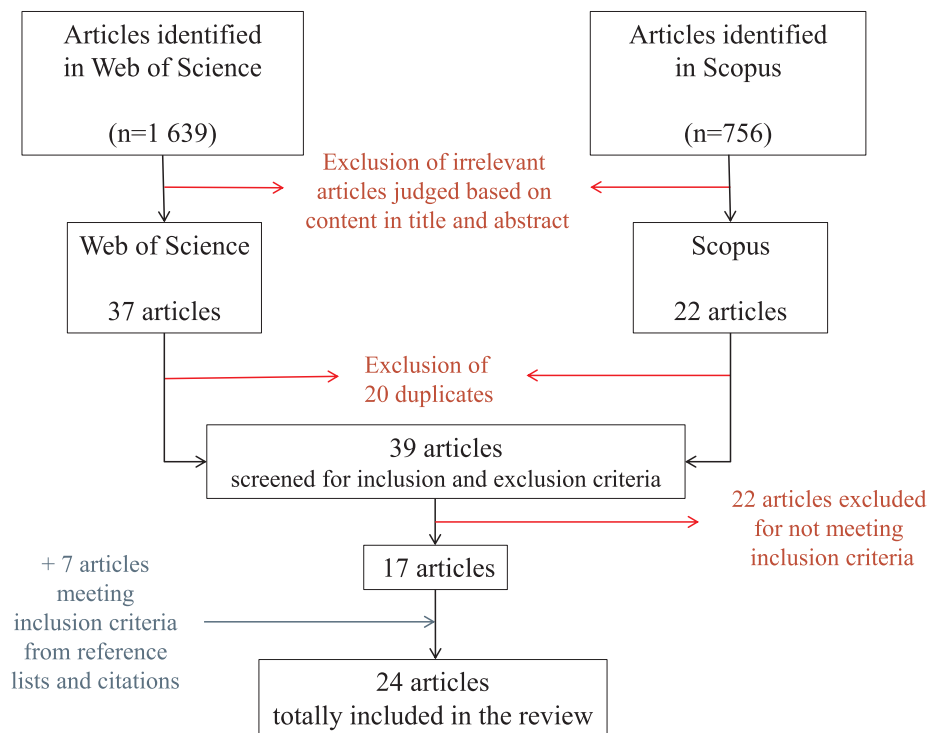 Articles identified
in Web of Science
(n=1 639)
Articles identified
in Scopus
(n=756)
Exclusion of irrelevant
articles judged based on
content in title and abstract
Web of Science
37 articles
Scopus
22 articles
Exclusion of
20 duplicates
39 articles
screened for inclusion and exclusion criteria
22 articles excluded
for not meeting
inclusion criteria
17 articles
+ 7 articles
meeting
inclusion criteria
from reference
lists and citations
24 articles
totally included in the review